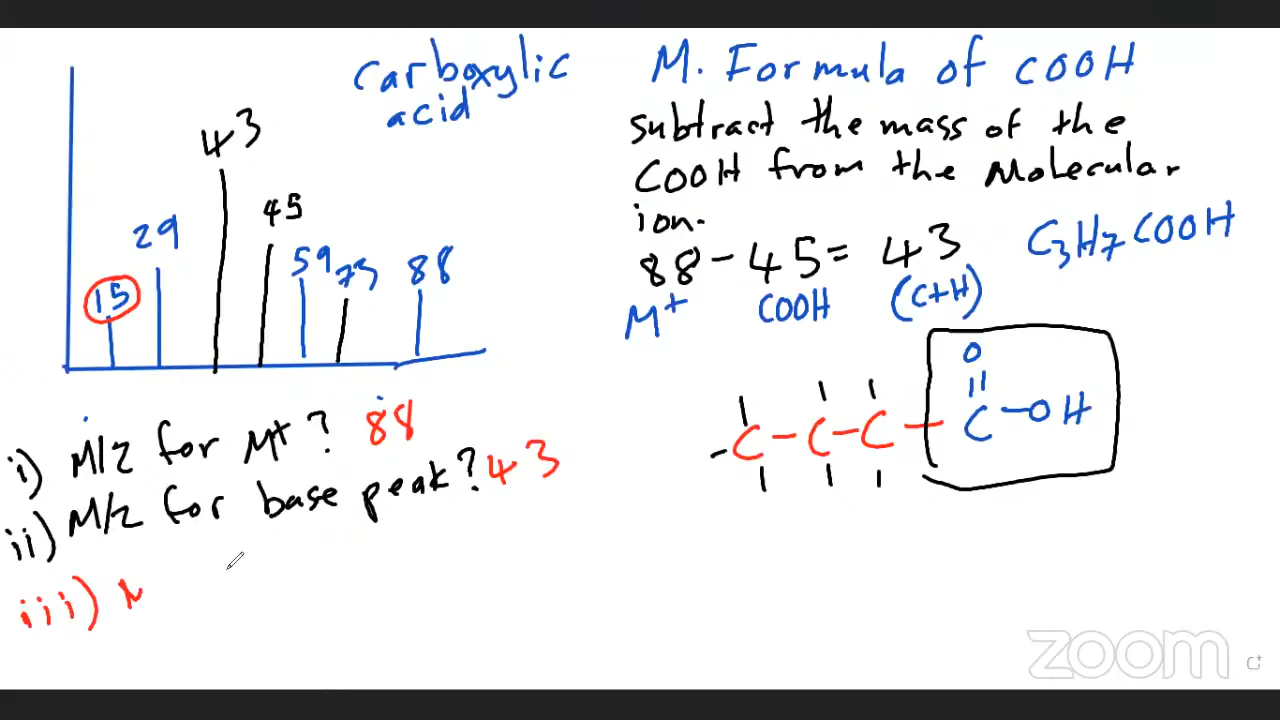 carboxylic
acid
43
45
29
59
73
88
15
i) M/z for M+? 88
ii) M/z for base peak? 43
iii)
M. Formula of COOH
subtract the mass of the
COOH from the Molecular
ion.
88 - 45 = 43
C3H7COOH
M+ COOH (C+H)
O
||
- C - C - C - C - OH
zoom